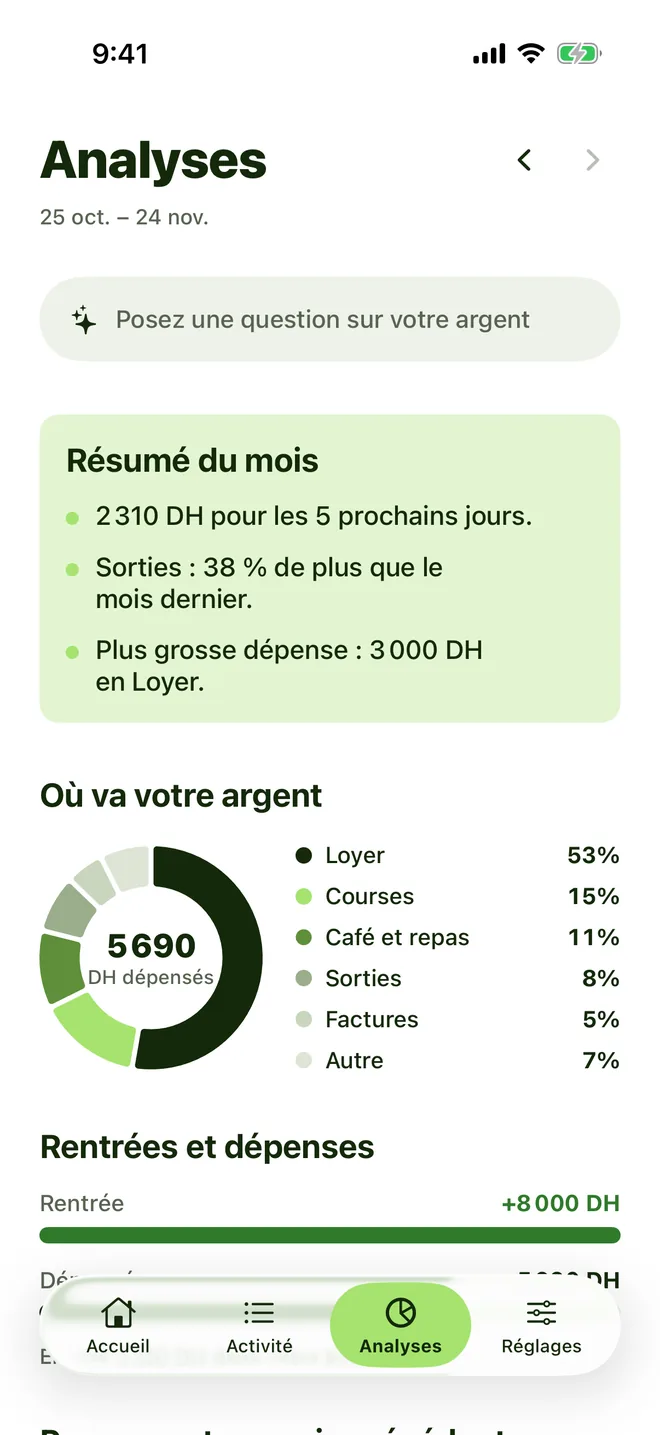 9:41
Analyses
25 oct. – 24 nov.
Posez une question sur votre argent
Résumé du mois
2 310 DH pour les 5 prochains jours.
Sorties : 38 % de plus que le
mois dernier.
Plus grosse dépense : 3 000 DH
en Loyer.
Où va votre argent
5 690
DH dépensés
Loyer 53%
Courses 15%
Café et repas 11%
Sorties 8%
Factures 5%
Autre 7%
Rentrées et dépenses
Rentrée +8 000 DH
DH
Accueil Activité Analyses Réglages